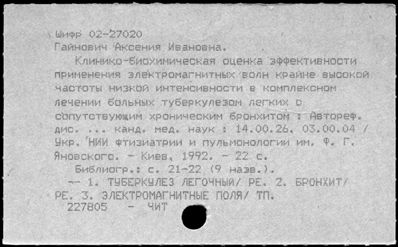 Шифр 02-27020
Гайнович Аксения Ивановна.
Клинико-биохимическая оценка эффективности
применения электромагнитных волн крайне высокой
частоты низкой интенсивности в комплексном
лечении больных туберкулезом легких с
сопутствующим хроническим бронхитом : Автореф.
дис. ... канд. мед. наук : 14.00.26, 03.00.04 /
Укр. НИИ фтизиатрии и пульмонологии им. Ф. Г.
Яновского. - Киев, 1992. - 22 с.
Библиогр.: с. 21-22 (9 назв.).
-- 1. ТУБЕРКУЛЕЗ ЛЕГОЧНЫЙ/ РЕ. 2. БРОНХИТ/
РЕ. 3. ЭЛЕКТРОМАГНИТНЫЕ ПОЛЯ/ ТП.
227805 - ЧИТ